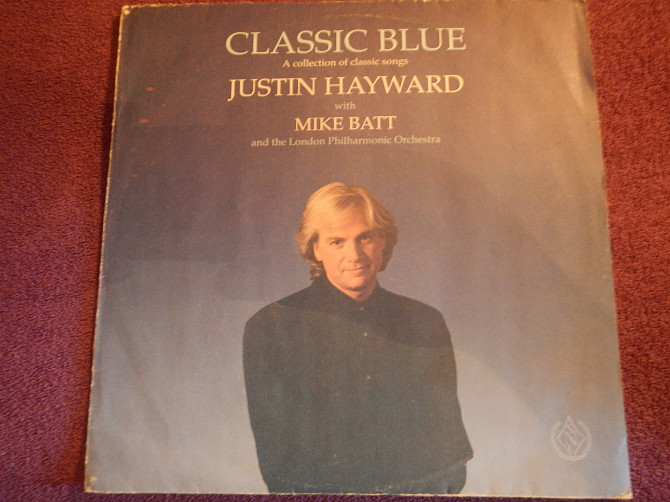 CLASSIC BLUE
A collection of classic songs
JUSTIN HAYWARD
with
MIKE BATT
and the London Philharmonic Orchestra